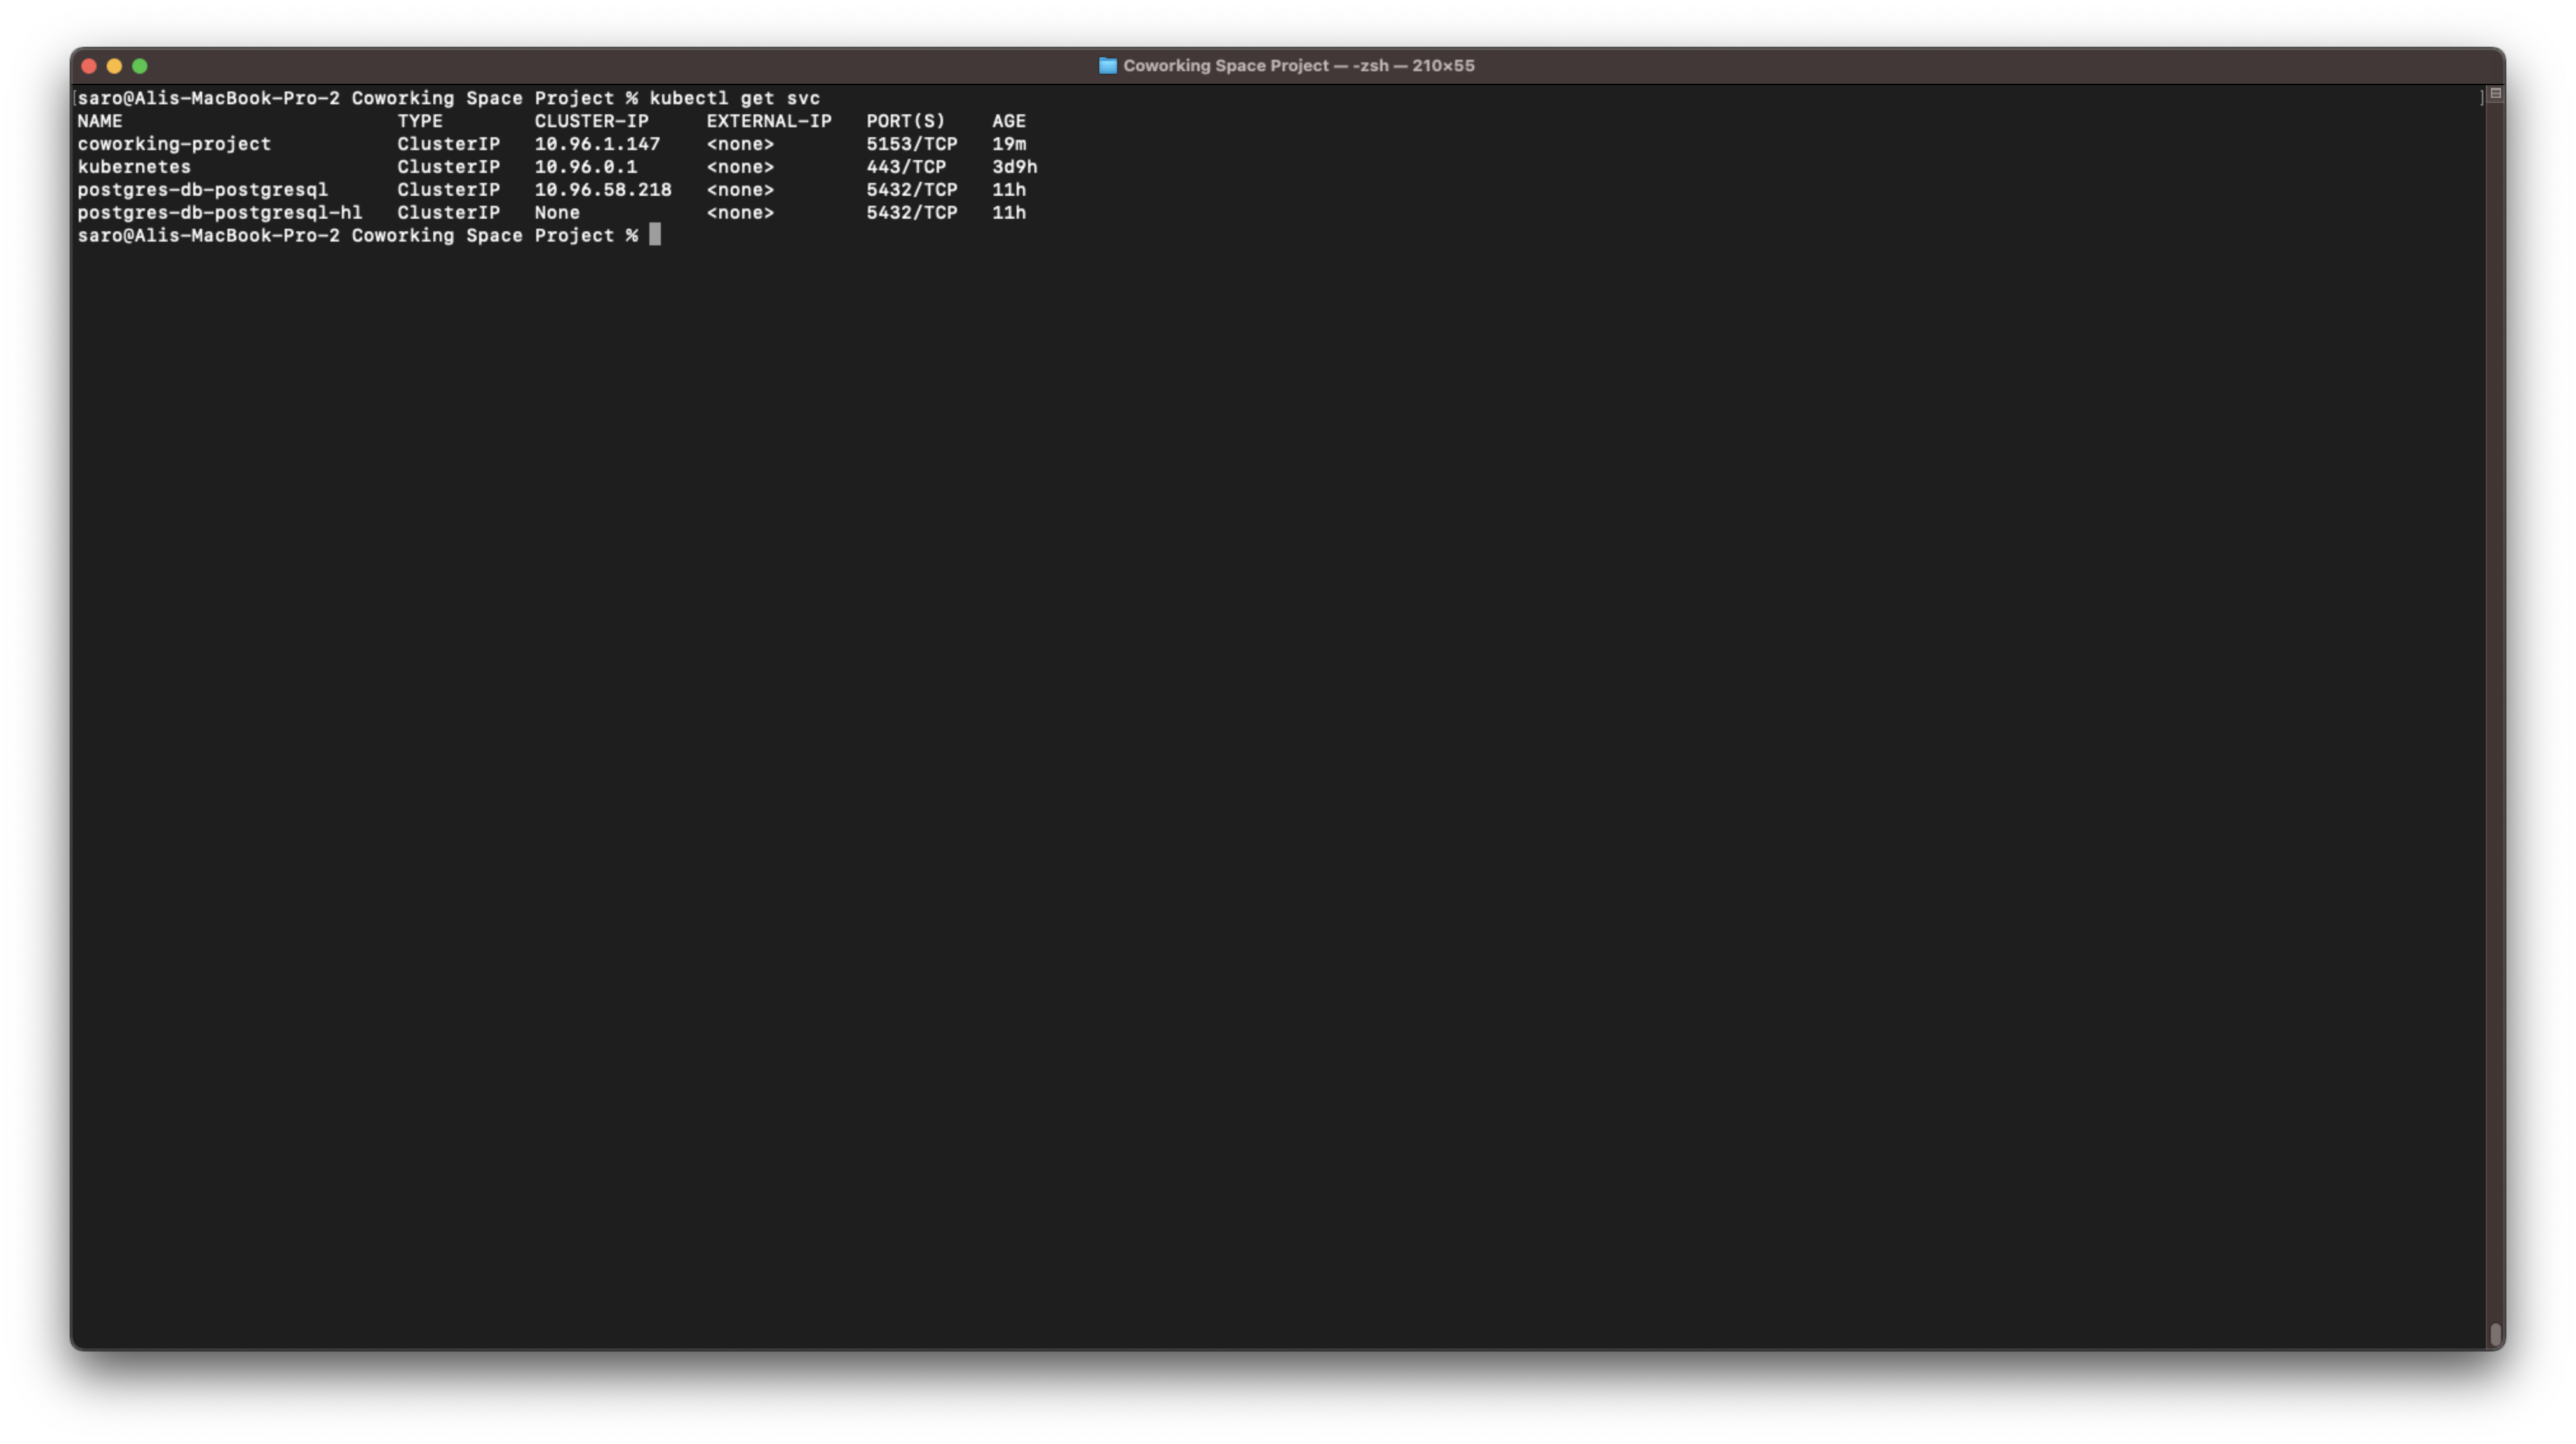 Coworking Space Project — -zsh — 210×55
saro@Alis-MacBook-Pro-2 Coworking Space Project % kubectl get svc
NAME                        TYPE        CLUSTER-IP     EXTERNAL-IP   PORT(S)    AGE
coworking-project           ClusterIP   10.96.1.147    <none>        5153/TCP   19m
kubernetes                  ClusterIP   10.96.0.1      <none>        443/TCP    3d9h
postgres-db-postgresql      ClusterIP   10.96.58.218   <none>        5432/TCP   11h
postgres-db-postgresql-hl   ClusterIP   None           <none>        5432/TCP   11h
saro@Alis-MacBook-Pro-2 Coworking Space Project %